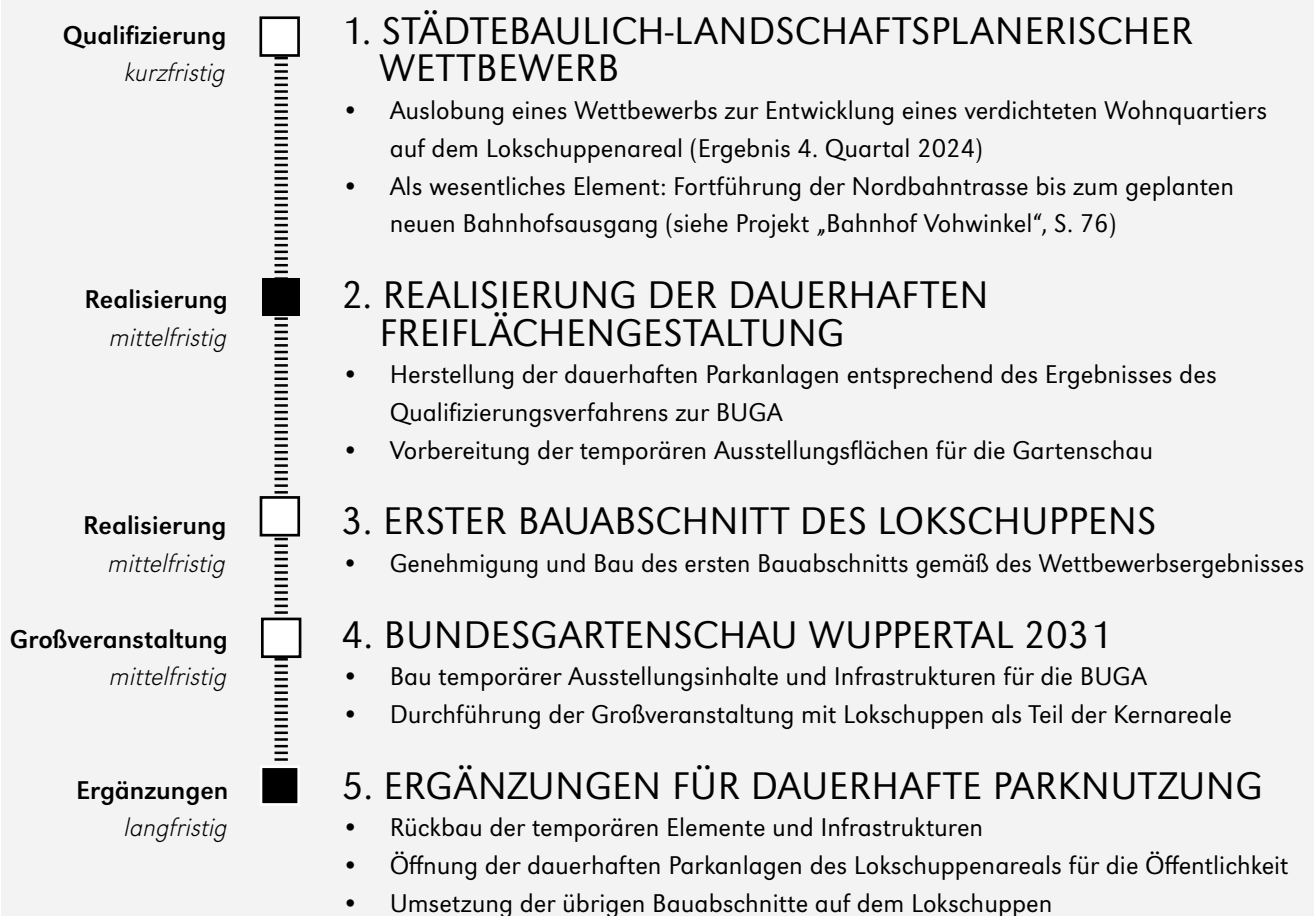 Qualifizierung
kurzfristig
1. STÄDTEBAULICH-LANDSCHAFTSPLANERISCHER
WETTBEWERB
• Auslobung eines Wettbewerbs zur Entwicklung eines verdichteten Wohnquartiers
auf dem Lokschuppenareal (Ergebnis 4. Quartal 2024)
• Als wesentliches Element: Fortführung der Nordbahntrasse bis zum geplanten
neuen Bahnhofsausgang (siehe Projekt „Bahnhof Vohwinkel“, S. 76)
Realisierung
mittelfristig
2. REALISIERUNG DER DAUERHAFTEN
FREIFLÄCHENGESTALTUNG
• Herstellung der dauerhaften Parkanlagen entsprechend des Ergebnisses des
Qualifizierungsverfahrens zur BUGA
• Vorbereitung der temporären Ausstellungsflächen für die Gartenschau
Realisierung
mittelfristig
3. ERSTER BAUABSCHNITT DES LOKSCHUPPENS
• Genehmigung und Bau des ersten Bauabschnitts gemäß des Wettbewerbsergebnisses
Großveranstaltung
mittelfristig
4. BUNDESGARTENSCHAU WUPPERTAL 2031
• Bau temporärer Ausstellungsinhalte und Infrastrukturen für die BUGA
• Durchführung der Großveranstaltung mit Lokschuppen als Teil der Kernareale
Ergänzungen
langfristig
5. ERGÄNZUNGEN FÜR DAUERHAFTE PARKNUTZUNG
• Rückbau der temporären Elemente und Infrastrukturen
• Öffnung der dauerhaften Parkanlagen des Lokschuppenareals für die Öffentlichkeit
• Umsetzung der übrigen Bauabschnitte auf dem Lokschuppen